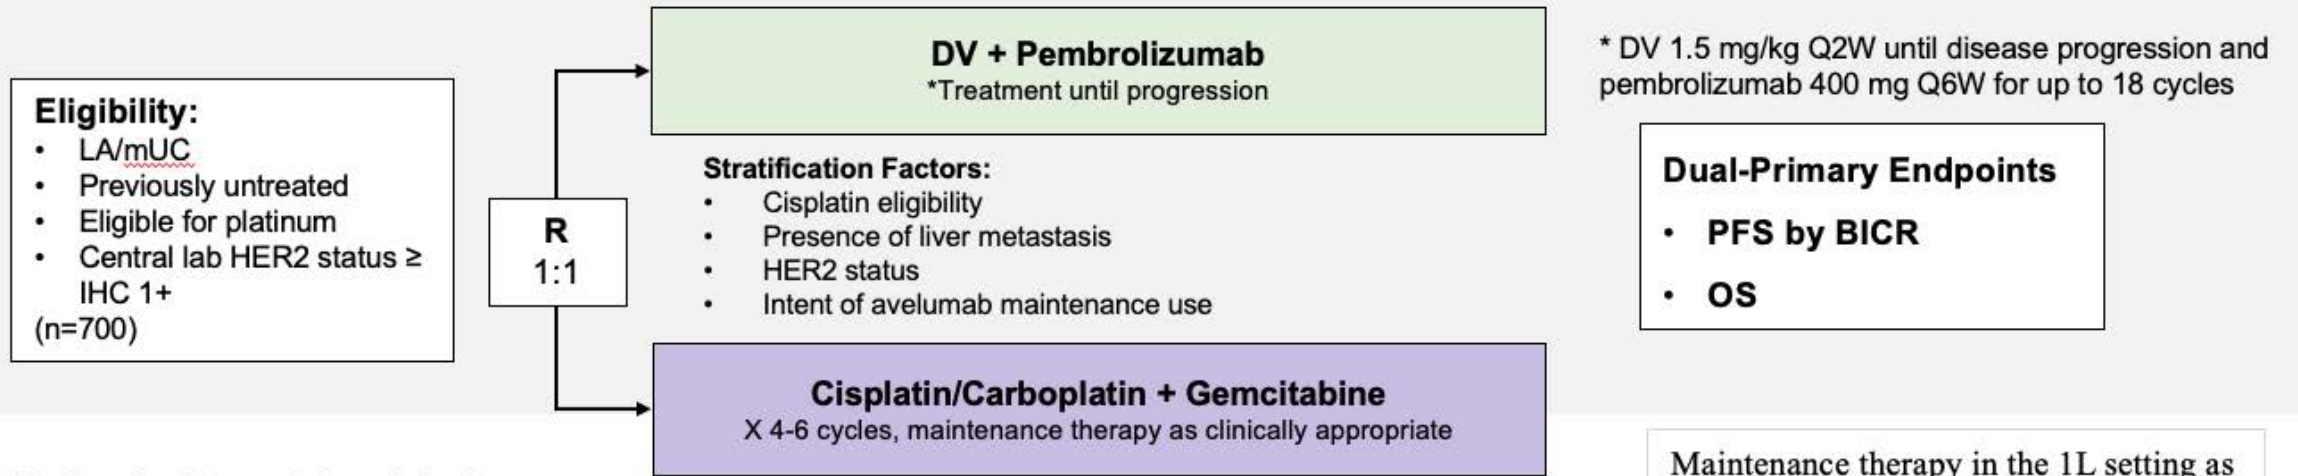 Eligibility:
• LA/mUC
• Previously untreated
• Eligible for platinum
• Central lab HER2 status ≥
IHC 1+
(n=700)
R
1:1
DV + Pembrolizumab
*Treatment until progression
Stratification Factors:
• Cisplatin eligibility
• Presence of liver metastasis
• HER2 status
• Intent of avelumab maintenance use
Cisplatin/Carboplatin + Gemcitabine
X 4-6 cycles, maintenance therapy as clinically appropriate
* DV 1.5 mg/kg Q2W until disease progression and
pembrolizumab 400 mg Q6W for up to 18 cycles
Dual-Primary Endpoints
• PFS by BICR
• OS
Maintenance therapy in the 1L setting as